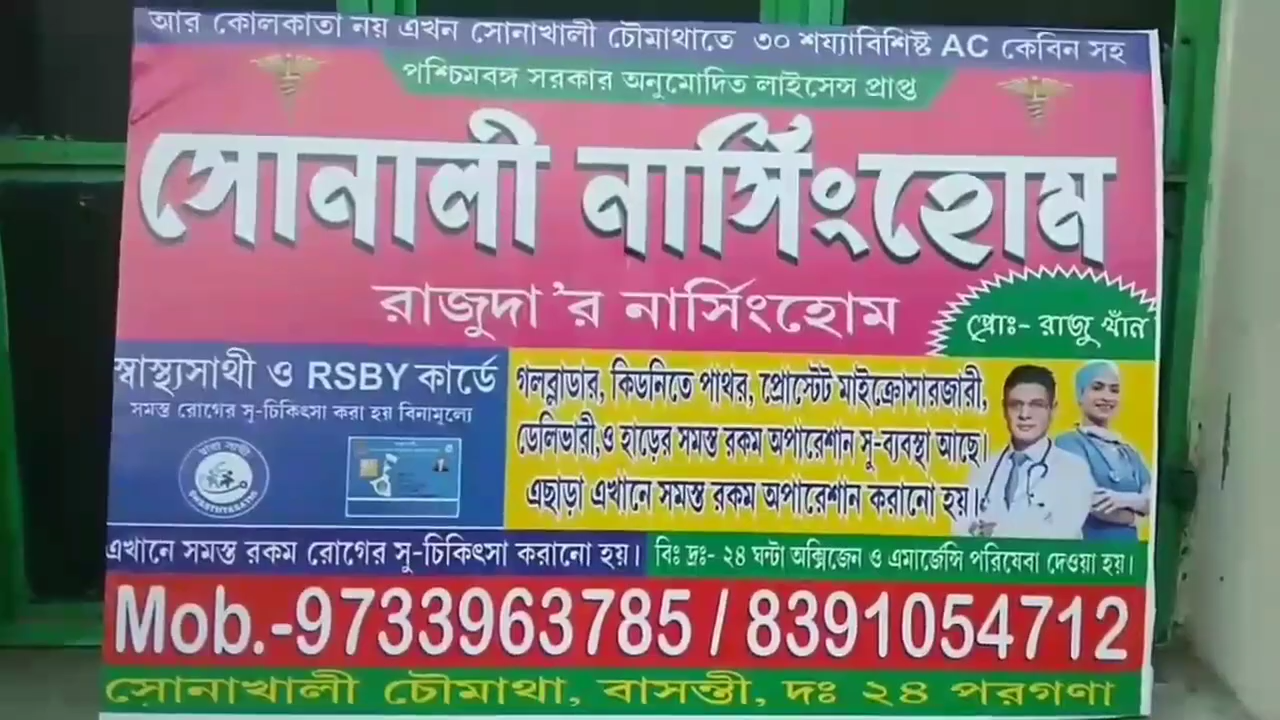 আর কোলকাতা নয় এখন সোনাখালী চৌমাথাতে ৩০ শয্যাবিশিষ্ট AC কেবিন সহ
পশ্চিমবঙ্গ সরকার অনুমোদিত লাইসেন্স প্রাপ্ত
সোনালী নার্সিংহোম
রাজুদা'র নার্সিংহোম
প্রোঃ- রাজু খাঁন
স্বাস্থ্যসাথী ও RSBY কার্ডে
সমস্ত রোগের সু-চিকিৎসা করা হয় বিনামূল্যে
গলব্লাডার, কিডনিতে পাথর, প্রোস্টেট মাইক্রোসারজারী,
ডেলিভারী,ও হাড়ের সমস্ত রকম অপারেশান সু-ব্যবস্থা আছে।
এছাড়া এখানে সমস্ত রকম অপারেশান করানো হয়।
এখানে সমস্ত রকম রোগের সু-চিকিৎসা করানো হয়।
বিঃ দ্রঃ- ২৪ ঘন্টা অক্সিজেন ও এমার্জেন্সি পরিষেবা দেওয়া হয়।
Mob.-9733963785 / 8391054712
সোনাখালী চৌমাথা, বাসন্তী, দঃ ২৪ পরগণা